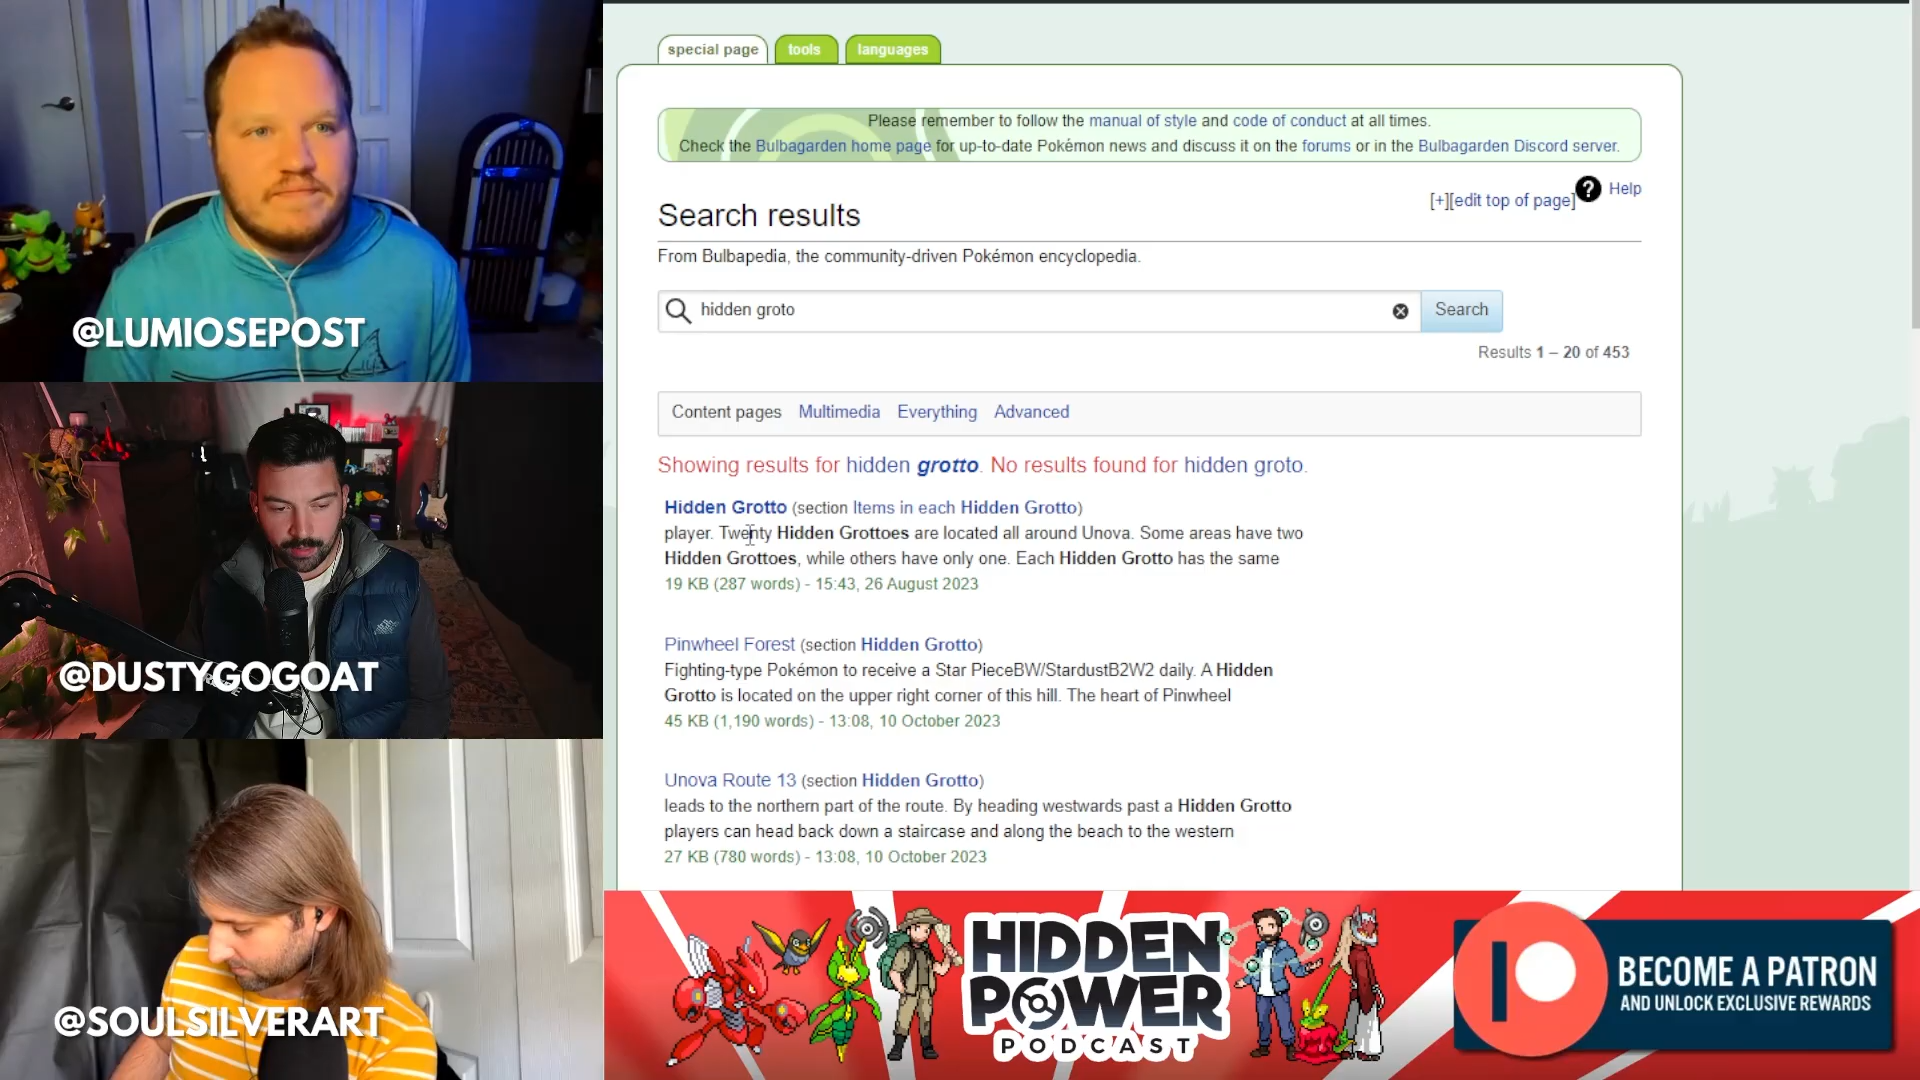 @LUMIOSEPOST
@DUSTYGOGOAT
@SOULSILVERART
special page
tools
languages
Please remember to follow the manual of style and code of conduct at all times.
Check the Bulbagarden home page for up-to-date Pokémon news and discuss it on the forums or in the Bulbagarden Discord server.
[+][edit top of page]
? Help
Search results
From Bulbapedia, the community-driven Pokémon encyclopedia.
hidden groto
Search
Results 1 – 20 of 453
Content pages Multimedia Everything Advanced
Showing results for hidden grotto. No results found for hidden groto.
Hidden Grotto (section Items in each Hidden Grotto)
player. Twenty Hidden Grottoes are located all around Unova. Some areas have two
Hidden Grottoes, while others have only one. Each Hidden Grotto has the same
19 KB (287 words) - 15:43, 26 August 2023
Pinwheel Forest (section Hidden Grotto)
Fighting-type Pokémon to receive a Star PieceBW/StardustB2W2 daily. A Hidden
Grotto is located on the upper right corner of this hill. The heart of Pinwheel
45 KB (1,190 words) - 13:08, 10 October 2023
Unova Route 13 (section Hidden Grotto)
leads to the northern part of the route. By heading westwards past a Hidden Grotto
players can head back down a staircase and along the beach to the western
27 KB (780 words) - 13:08, 10 October 2023
HIDDEN
POWER
PODCAST
BECOME A PATRON
AND UNLOCK EXCLUSIVE REWARDS